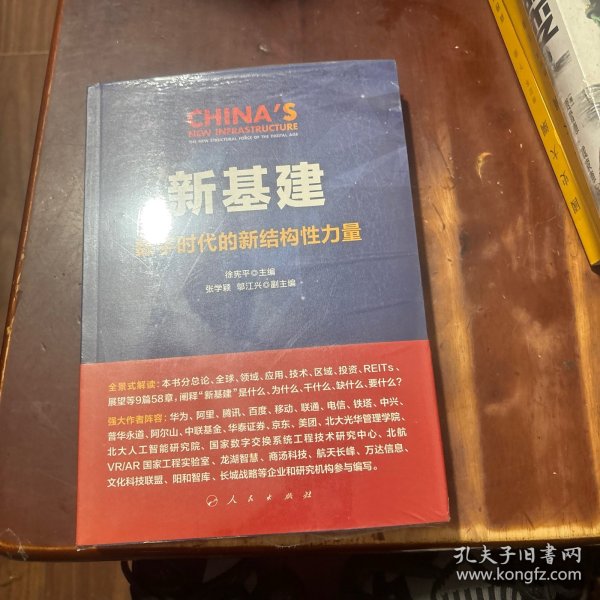 CHINA'S
NEW INFRASTRUCTURE
THE NEW STRUCTURAL FORCE OF THE DIGITAL AGE
新基建
数字时代的新结构性力量
徐宪平◎主编
张学颖 邬江兴◎副主编
全景式解读：本书分总论、全球、领域、应用、技术、区域、投资、REITs、
展望等9篇58章，阐释“新基建”是什么、为什么、干什么、缺什么、要什么？
强大作者阵容：华为、阿里、腾讯、百度、移动、联通、电信、铁塔、中兴、
普华永道、阿尔山、中联基金、华泰证券、京东、美团、北大光华管理学院、
北大人工智能研究院、国家数字交换系统工程技术研究中心、北航
VR/AR国家工程实验室、龙湖智慧、商汤科技、航天长峰、万达信息、
文化科技联盟、阳和智库、长城战略等企业和研究机构参与编写。
人民出版社
孔夫子旧书网
www.kongfz.com